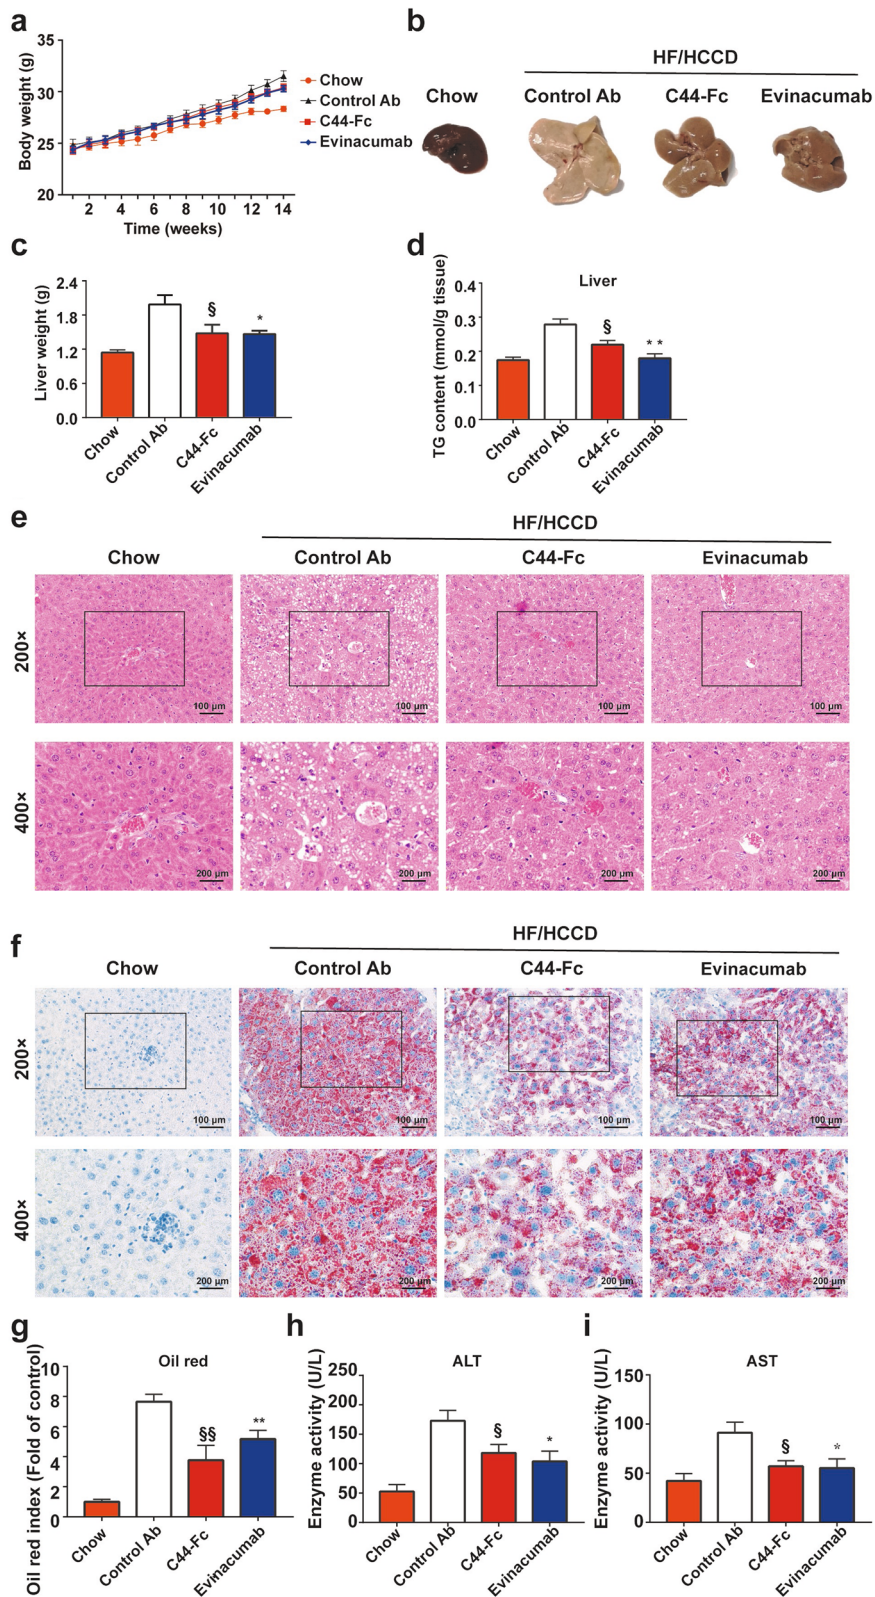 a
Body weight (g)
35
30
25
20
2 4 6 8 10 12 14
Time (weeks)
Chow
Control Ab
C44-Fc
Evinacumab
b
HF/HCCD
Chow Control Ab C44-Fc Evinacumab
c
Liver weight (g)
2.4
1.8
1.2
0.6
0.0
§
*
Chow
Control Ab
C44-Fc
Evinacumab
d
Liver
TG content (mmol/g tissue)
0.4
0.3
0.2
0.1
0.0
§
**
Chow
Control Ab
C44-Fc
Evinacumab
e
HF/HCCD
Chow Control Ab C44-Fc Evinacumab
200×
100 µm 100 µm 100 µm 100 µm
400×
200 µm 200 µm 200 µm 200 µm
f
HF/HCCD
Chow Control Ab C44-Fc Evinacumab
200×
100 µm 100 µm 100 µm 100 µm
400×
200 µm 200 µm 200 µm 200 µm
g
Oil red
Oil red index (Fold of control)
10
8
6
4
2
0
§§
**
Chow
Control Ab
C44-Fc
Evinacumab
h
ALT
Enzyme activity (U/L)
250
200
150
100
50
0
§
*
Chow
Control Ab
C44-Fc
Evinacumab
i
AST
Enzyme activity (U/L)
150
100
50
0
§
*
Chow
Control Ab
C44-Fc
Evinacumab